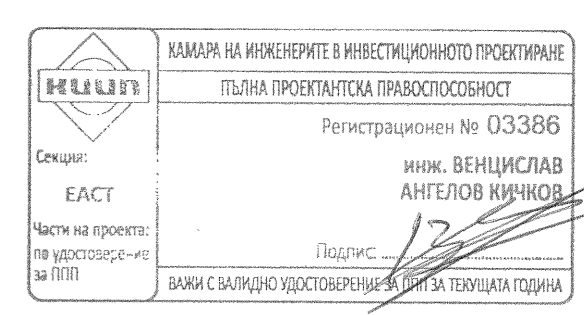 КАМАРА НА ИНЖЕНЕРИТЕ В ИНВЕСТИЦИОННОТО ПРОЕКТИРАНЕ
ПЪЛНА ПРОЕКТАНТСКА ПРАВОСПОСОБНОСТ
КИИП
Регистрационен № 03386
Секция:
ЕАСТ
инж. ВЕНЦИСЛАВ
АНГЕЛОВ КИЧКОВ
Части на проекта:
по удостоверение
за ППП
Подпис:
ВАЖИ С ВАЛИДНО УДОСТОВЕРЕНИЕ ЗА ППП ЗА ТЕКУЩАТА ГОДИНА